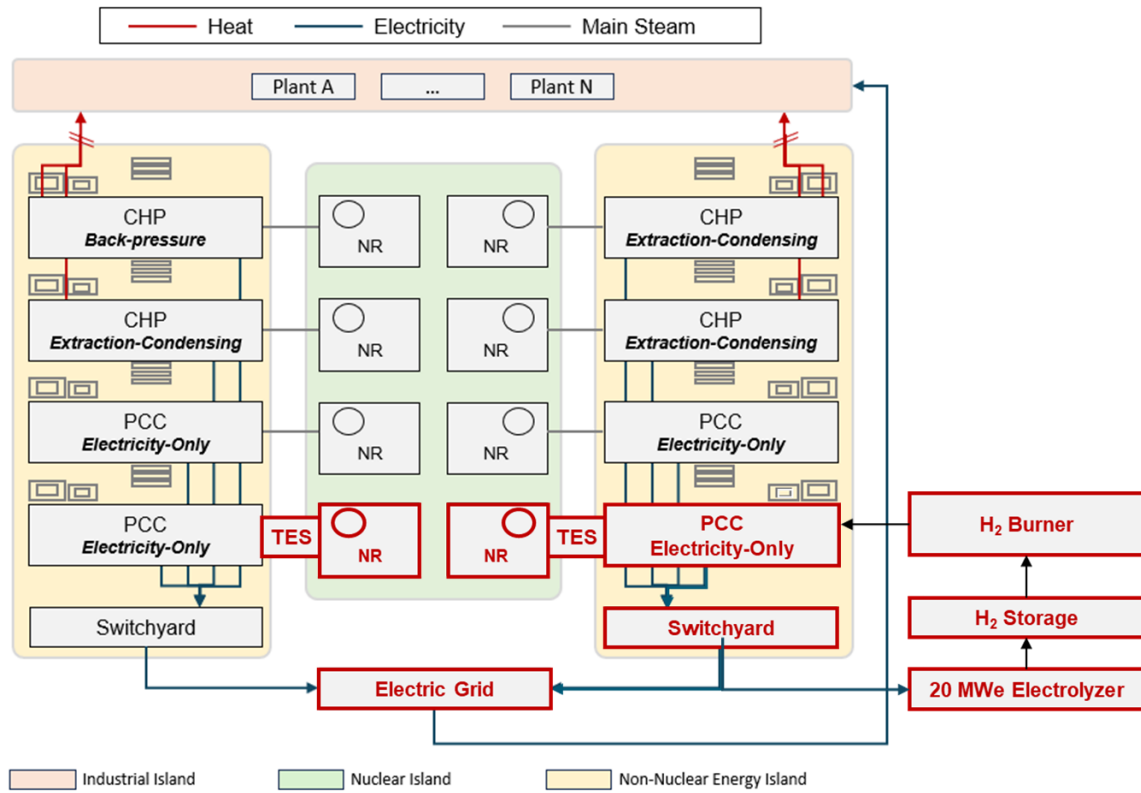 Heat
Electricity
Main Steam
Plant A
...
Plant N
CHP
Back-pressure
NR
NR
CHP
Extraction-Condensing
CHP
Extraction-Condensing
NR
NR
CHP
Extraction-Condensing
PCC
Electricity-Only
NR
NR
PCC
Electricity-Only
PCC
Electricity-Only
TES
NR
NR
TES
PCC
Electricity-Only
H₂ Burner
Switchyard
Switchyard
H₂ Storage
Electric Grid
20 MWe Electrolyzer
Industrial Island
Nuclear Island
Non-Nuclear Energy Island